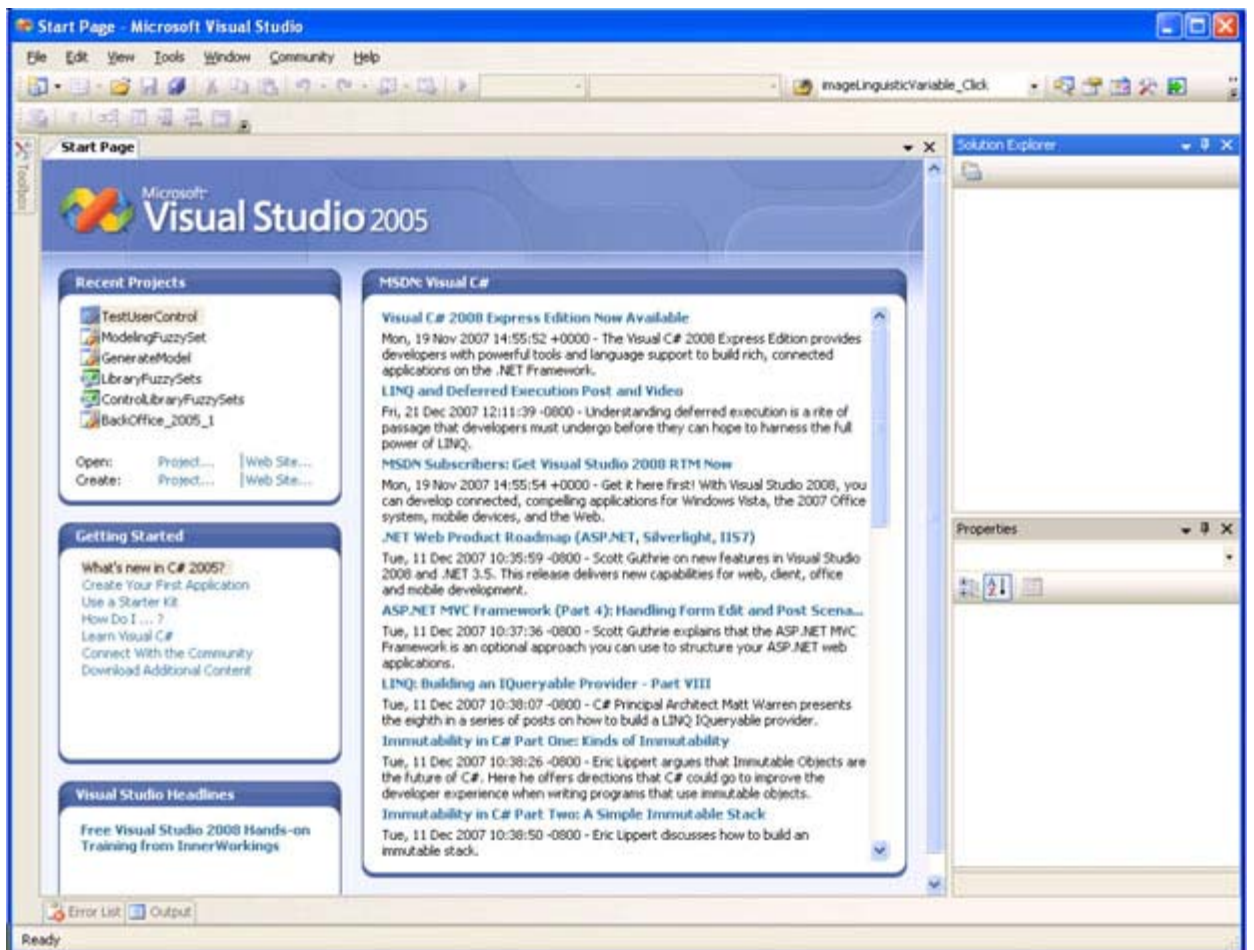 Start Page - Microsoft Visual Studio
File Edit View Tools Window Community Help
imageLinguisticVariable_Click
Toolbox
Start Page
Solution Explorer
Microsoft
Visual Studio 2005
Recent Projects
TestUserControl
ModelingFuzzySet
GenerateModel
LibraryFuzzySets
ControlLibraryFuzzySets
BackOffice_2005_1
Open: Project... Web Site...
Create: Project... Web Site...
Getting Started
What's new in C# 2005?
Create Your First Application
Use a Starter Kit
How Do I ... ?
Learn Visual C#
Connect With the Community
Download Additional Content
Visual Studio Headlines
Free Visual Studio 2008 Hands-on
Training from InnerWorkings
MSDN: Visual C#
Visual C# 2008 Express Edition Now Available
Mon, 19 Nov 2007 14:55:52 +0000 - The Visual C# 2008 Express Edition provides
developers with powerful tools and language support to build rich, connected
applications on the .NET Framework.
LINQ and Deferred Execution Post and Video
Fri, 21 Dec 2007 12:11:39 -0800 - Understanding deferred execution is a rite of
passage that developers must undergo before they can hope to harness the full
power of LINQ.
MSDN Subscribers: Get Visual Studio 2008 RTM Now
Mon, 19 Nov 2007 14:55:54 +0000 - Get it here first! With Visual Studio 2008, you
can develop connected, compelling applications for Windows Vista, the 2007 Office
system, mobile devices, and the Web.
.NET Web Product Roadmap (ASP.NET, Silverlight, IIS7)
Tue, 11 Dec 2007 10:35:59 -0800 - Scott Guthrie on new features in Visual Studio
2008 and .NET 3.5. This release delivers new capabilities for web, client, office
and mobile development.
ASP.NET MVC Framework (Part 4): Handling Form Edit and Post Scena...
Tue, 11 Dec 2007 10:37:36 -0800 - Scott Guthrie explains that the ASP.NET MVC
Framework is an optional approach you can use to structure your ASP.NET web
applications.
LINQ: Building an IQueryable Provider - Part VIII
Tue, 11 Dec 2007 10:38:07 -0800 - C# Principal Architect Matt Warren presents
the eighth in a series of posts on how to build a LINQ IQueryable provider.
Immutability in C# Part One: Kinds of Immutability
Tue, 11 Dec 2007 10:38:26 -0800 - Eric Lippert argues that Immutable Objects are
the future of C#. Here he offers directions that C# could go to improve the
developer experience when writing programs that use immutable objects.
Immutability in C# Part Two: A Simple Immutable Stack
Tue, 11 Dec 2007 10:38:50 -0800 - Eric Lippert discusses how to build an
immutable stack.
Properties
Error List Output
Ready